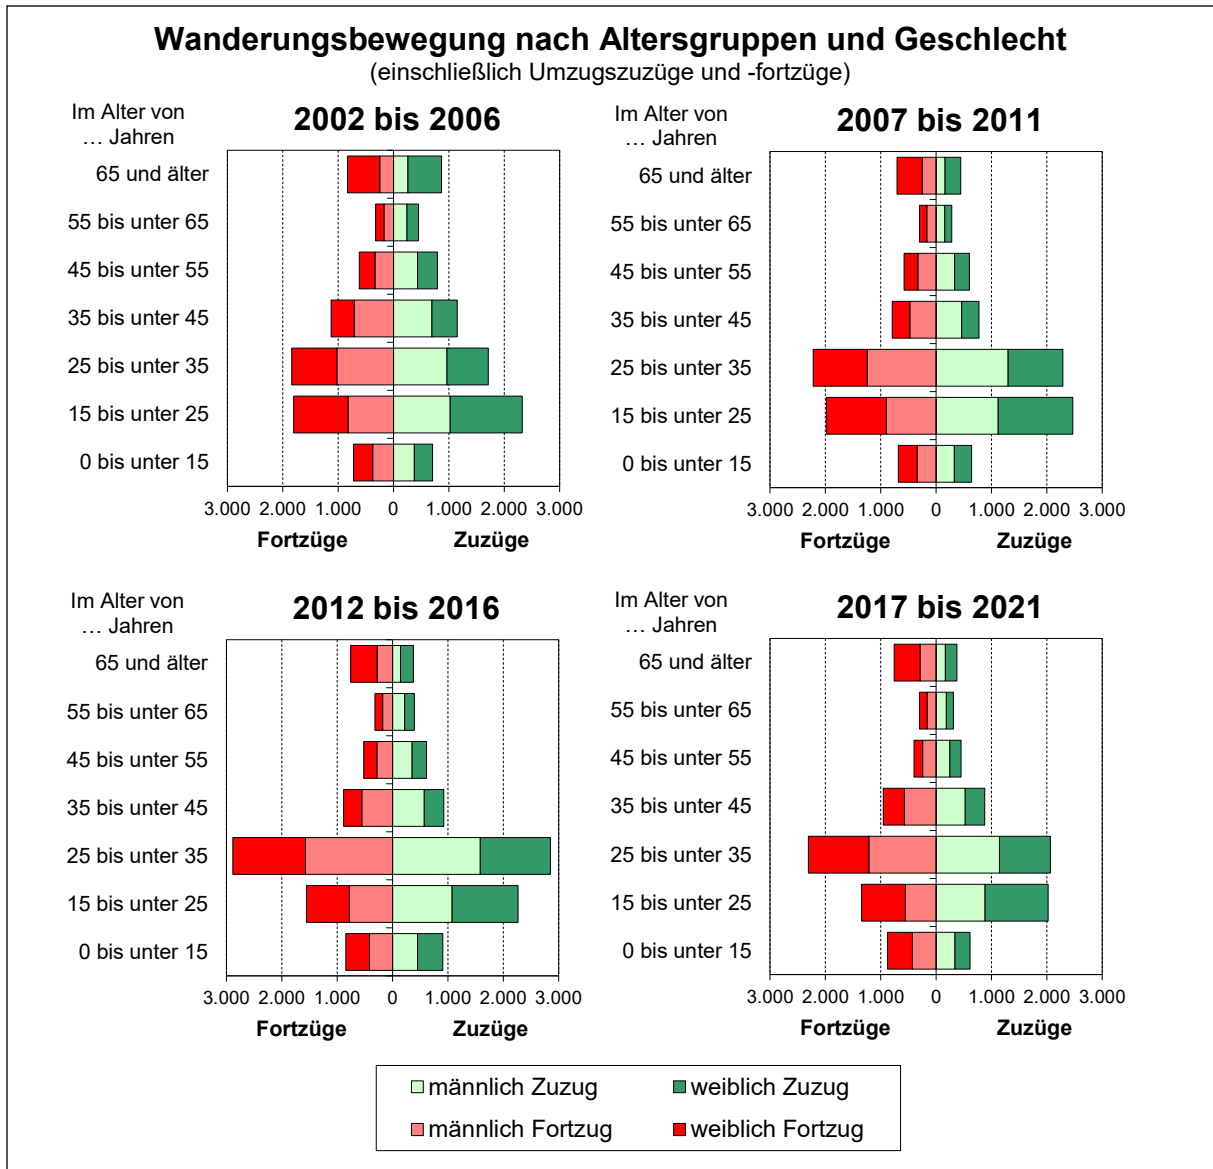 Wanderungsbewegung nach Altersgruppen und Geschlecht
(einschließlich Umzugszuzüge und -fortzüge)
Im Alter von
… Jahren
2002 bis 2006
65 und älter
55 bis unter 65
45 bis unter 55
35 bis unter 45
25 bis unter 35
15 bis unter 25
0 bis unter 15
3.000 2.000 1.000 0 1.000 2.000 3.000
Fortzüge Zuzüge
Im Alter von
… Jahren
2007 bis 2011
65 und älter
55 bis unter 65
45 bis unter 55
35 bis unter 45
25 bis unter 35
15 bis unter 25
0 bis unter 15
3.000 2.000 1.000 0 1.000 2.000 3.000
Fortzüge Zuzüge
Im Alter von
… Jahren
2012 bis 2016
65 und älter
55 bis unter 65
45 bis unter 55
35 bis unter 45
25 bis unter 35
15 bis unter 25
0 bis unter 15
3.000 2.000 1.000 0 1.000 2.000 3.000
Fortzüge Zuzüge
Im Alter von
… Jahren
2017 bis 2021
65 und älter
55 bis unter 65
45 bis unter 55
35 bis unter 45
25 bis unter 35
15 bis unter 25
0 bis unter 15
3.000 2.000 1.000 0 1.000 2.000 3.000
Fortzüge Zuzüge
männlich Zuzug weiblich Zuzug
männlich Fortzug weiblich Fortzug